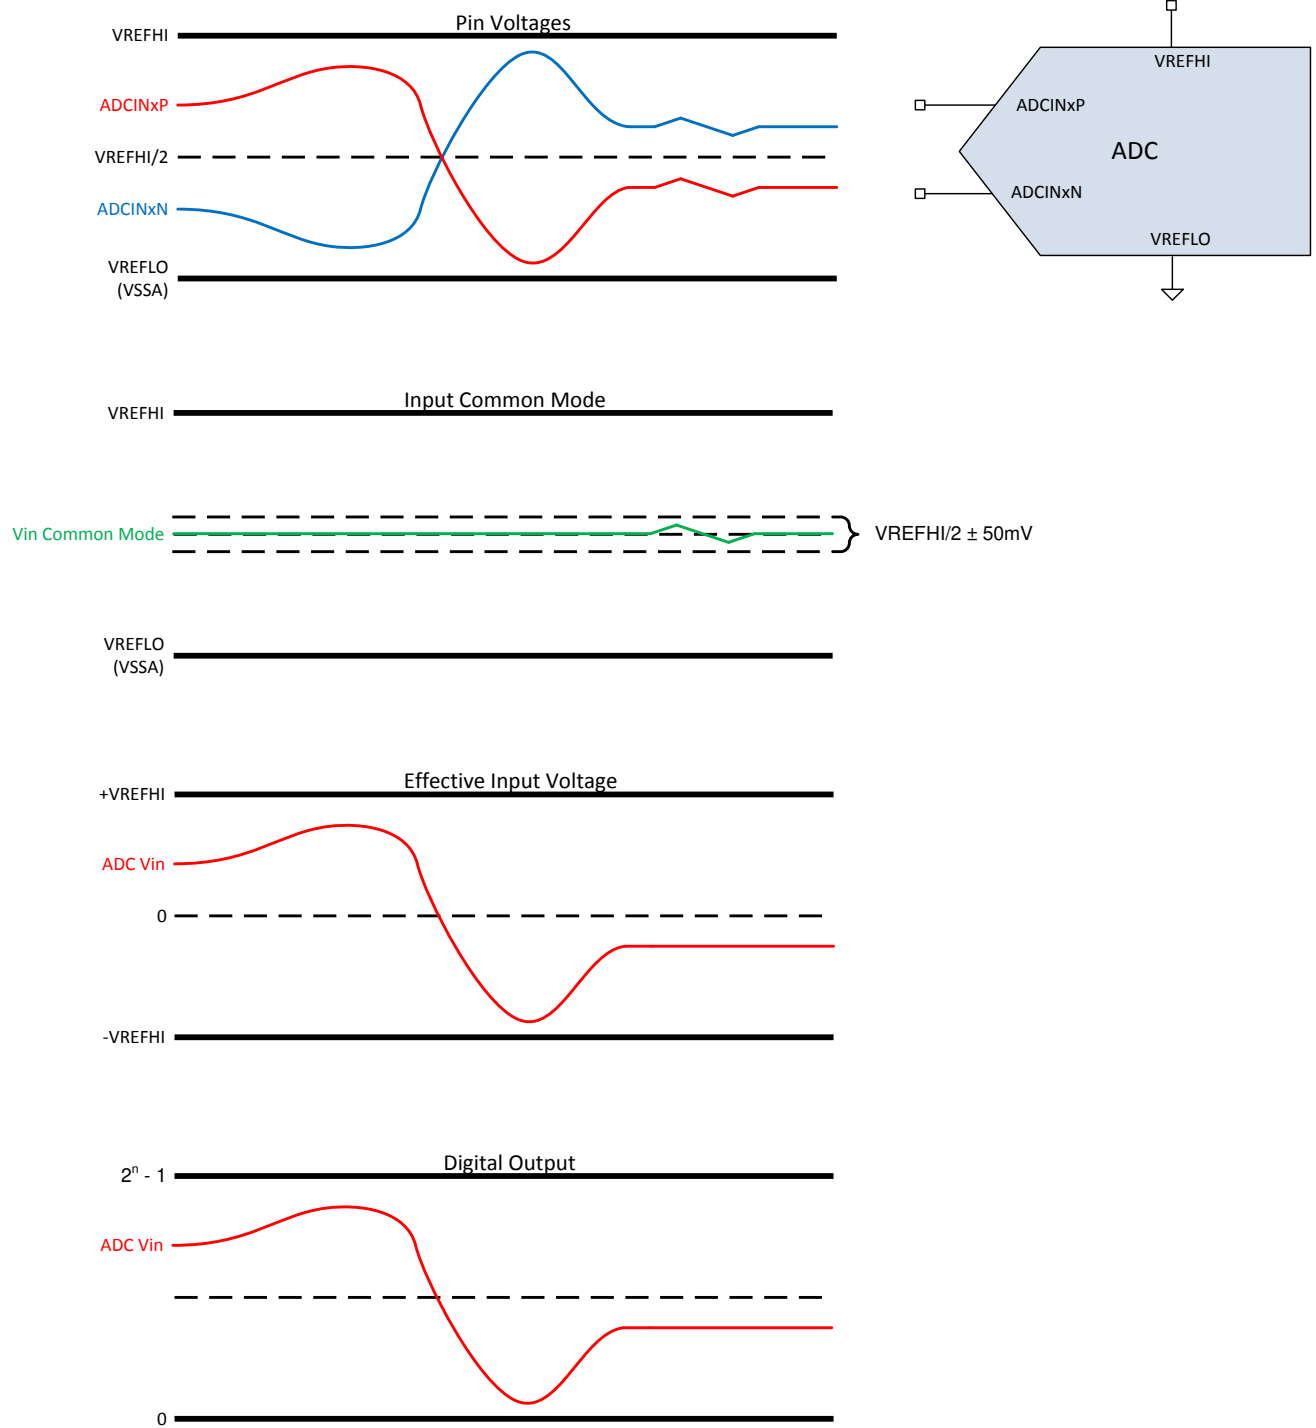 Pin Voltages
VREFHI
ADCINxP
VREFHI/2
ADCINxN
VREFLO
(VSSA)
VREFHI
ADCINxP
ADC
ADCINxN
VREFLO
Input Common Mode
VREFHI
Vin Common Mode
VREFHI/2 ± 50mV
VREFLO
(VSSA)
Effective Input Voltage
+VREFHI
ADC Vin
0
-VREFHI
Digital Output
2ⁿ - 1
ADC Vin
0